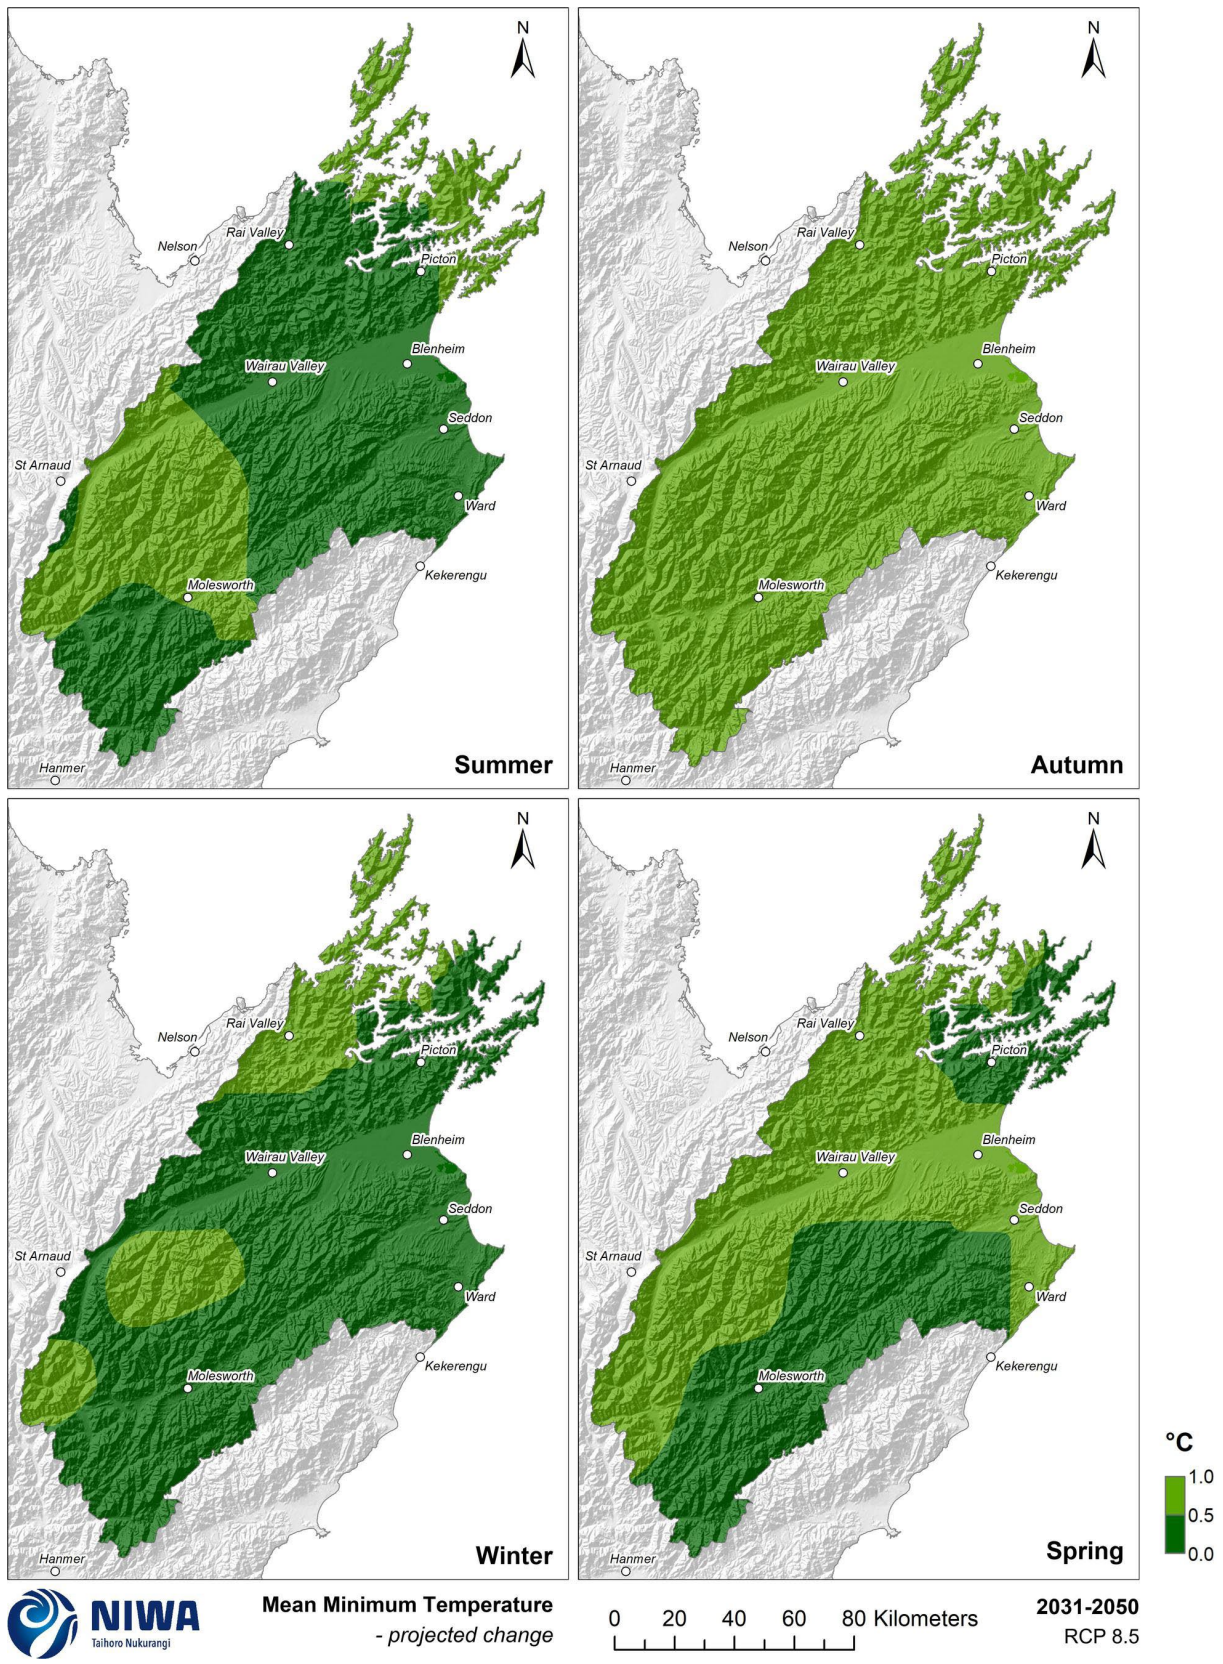 N
Rai Valley
Nelson
Picton
Blenheim
Wairau Valley
Seddon
St Arnaud
Ward
Kekerengu
Molesworth
Hanmer
Summer
N
Rai Valley
Nelson
Picton
Blenheim
Wairau Valley
Seddon
St Arnaud
Ward
Kekerengu
Molesworth
Hanmer
Autumn
N
Rai Valley
Nelson
Picton
Blenheim
Wairau Valley
Seddon
St Arnaud
Ward
Kekerengu
Molesworth
Hanmer
Winter
N
Rai Valley
Nelson
Picton
Blenheim
Wairau Valley
Seddon
St Arnaud
Ward
Kekerengu
Molesworth
Hanmer
Spring
°C
1.0
0.5
0.0
NIWA
Taihoro Nukurangi
Mean Minimum Temperature
- projected change
0 20 40 60 80 Kilometers
2031-2050
RCP 8.5